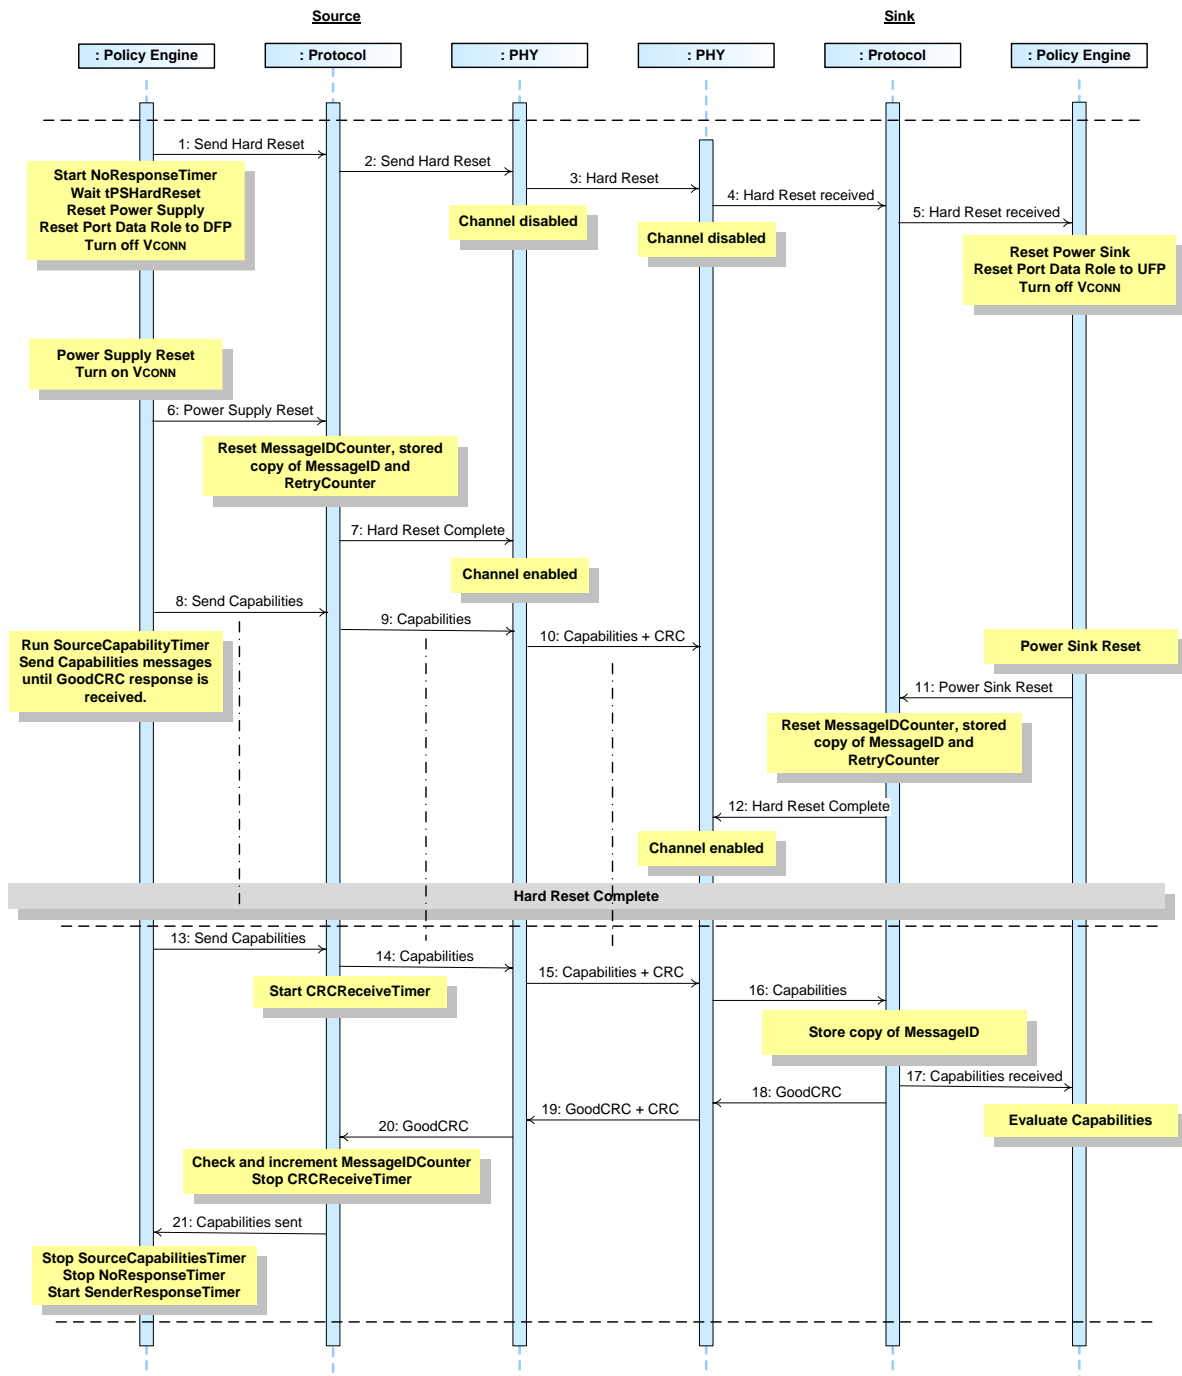 Source
Sink
: Policy Engine
: Protocol
: PHY
: PHY
: Protocol
: Policy Engine
1: Send Hard Reset
2: Send Hard Reset
3: Hard Reset
4: Hard Reset received
5: Hard Reset received
Start NoResponseTimer
Wait tPSHardReset
Reset Power Supply
Reset Port Data Role to DFP
Turn off VCONN
Channel disabled
Channel disabled
Reset Power Sink
Reset Port Data Role to UFP
Turn off VCONN
Power Supply Reset
Turn on VCONN
6: Power Supply Reset
Reset MessageIDCounter, stored
copy of MessageID and
RetryCounter
7: Hard Reset Complete
Channel enabled
8: Send Capabilities
9: Capabilities
10: Capabilities + CRC
Run SourceCapabilityTimer
Send Capabilities messages
until GoodCRC response is
received.
Power Sink Reset
11: Power Sink Reset
Reset MessageIDCounter, stored
copy of MessageID and
RetryCounter
12: Hard Reset Complete
Channel enabled
Hard Reset Complete
13: Send Capabilities
14: Capabilities
15: Capabilities + CRC
16: Capabilities
Start CRCReceiveTimer
Store copy of MessageID
17: Capabilities received
18: GoodCRC
19: GoodCRC + CRC
20: GoodCRC
Evaluate Capabilities
Check and increment MessageIDCounter
Stop CRCReceiveTimer
21: Capabilities sent
Stop SourceCapabilitiesTimer
Stop NoResponseTimer
Start SenderResponseTimer